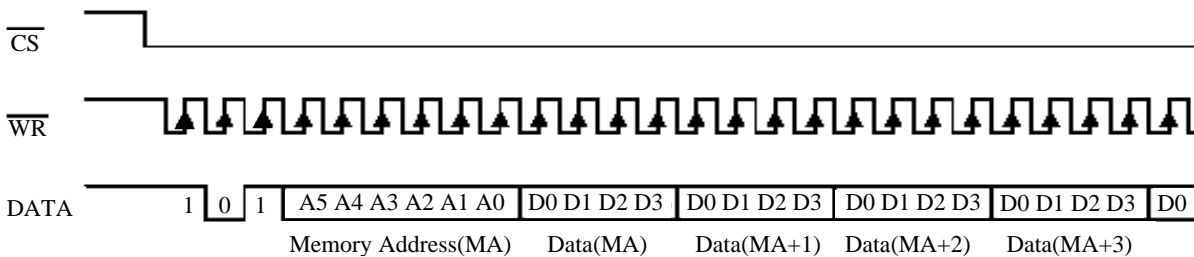 CS
WR
DATA 1 0 1 A5 A4 A3 A2 A1 A0 D0 D1 D2 D3 D0 D1 D2 D3 D0 D1 D2 D3 D0 D1 D2 D3 D0
Memory Address(MA) Data(MA) Data(MA+1) Data(MA+2) Data(MA+3)